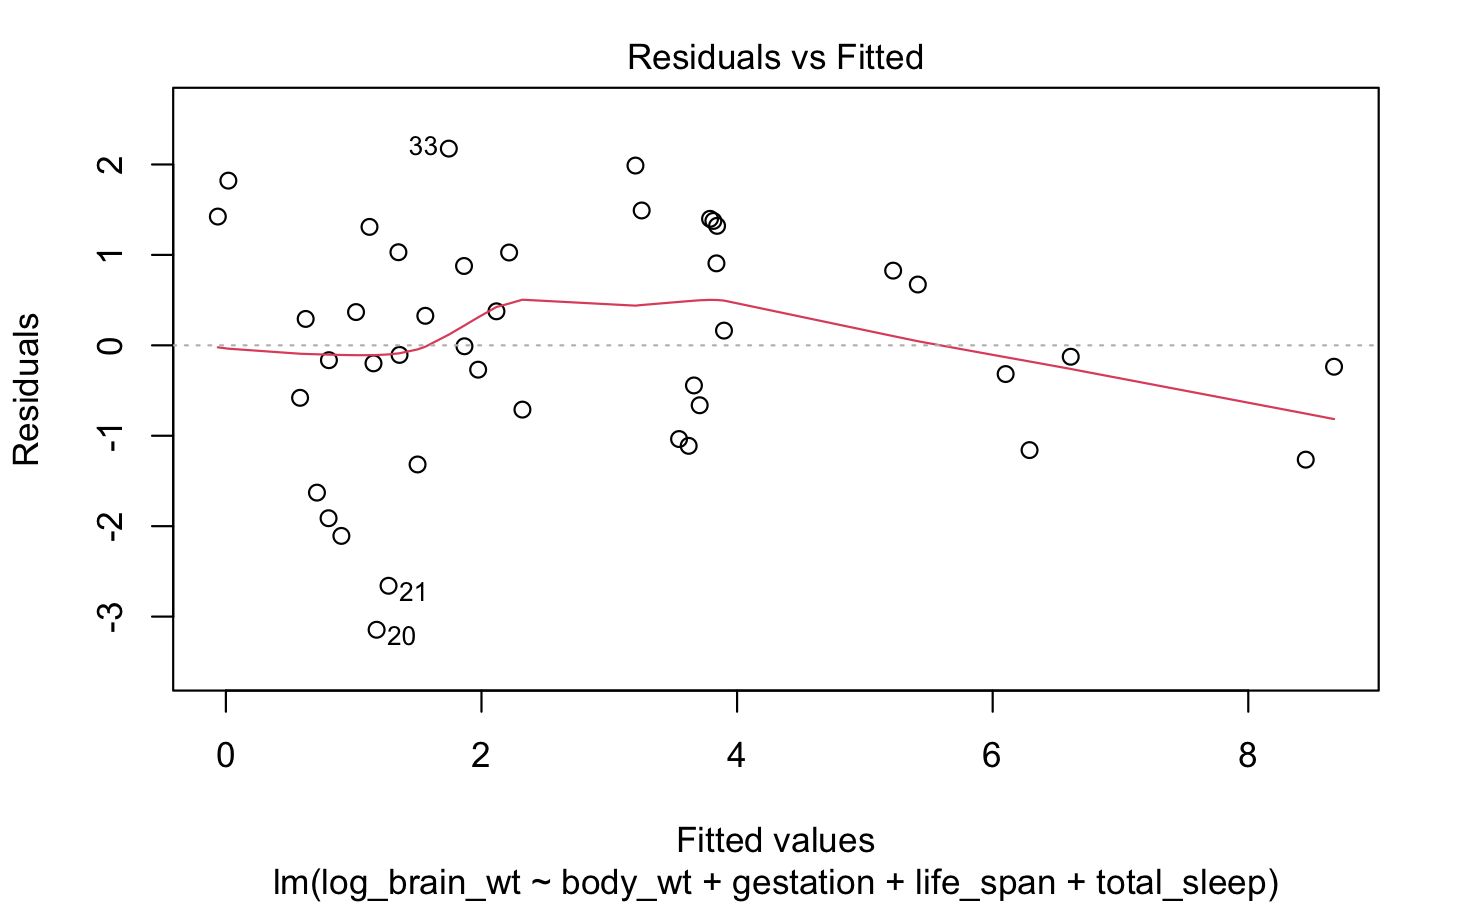 Residuals vs Fitted
Residuals
2
1
0
-1
-2
-3
33
21
20
0 2 4 6 8
Fitted values
lm(log_brain_wt ~ body_wt + gestation + life_span + total_sleep)